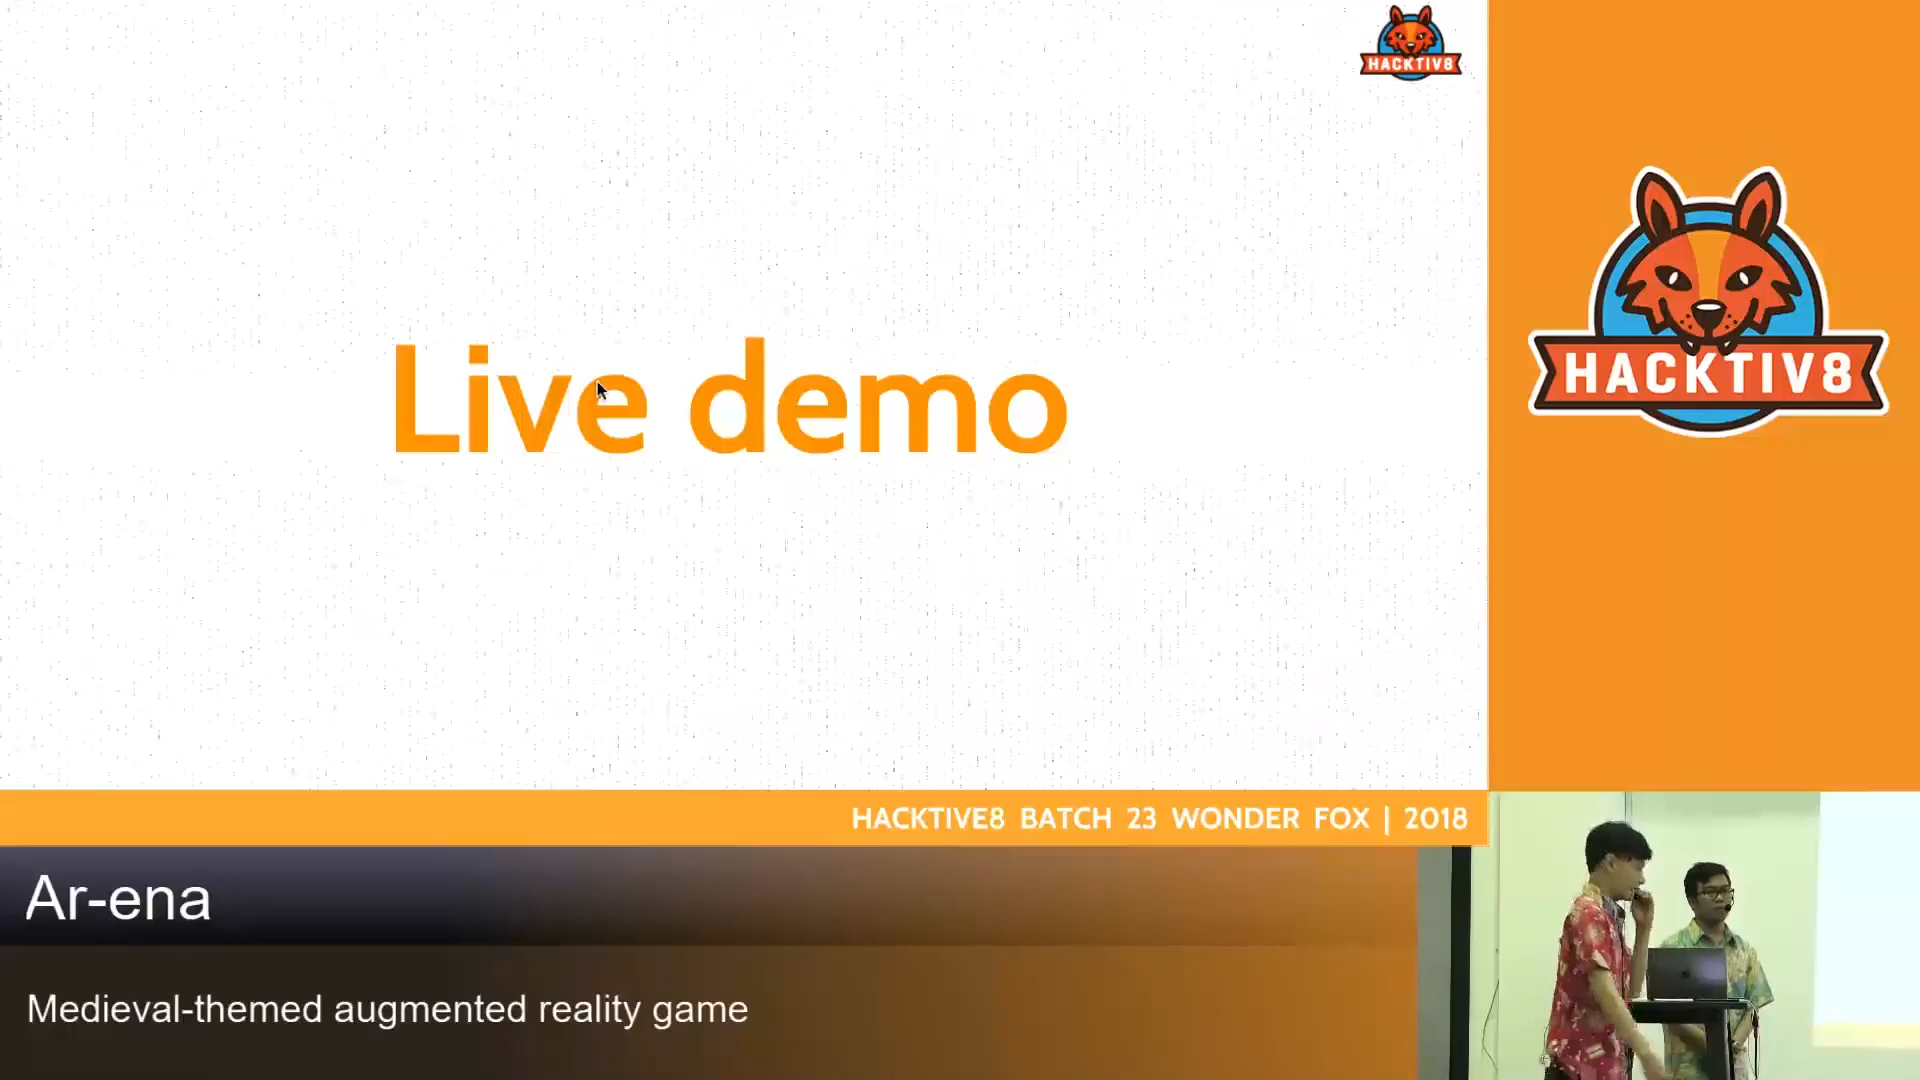 HACKTIV8
Live demo
HACKTIV8
HACKTIVE8 BATCH 23 WONDER FOX | 2018
Ar-ena
Medieval-themed augmented reality game